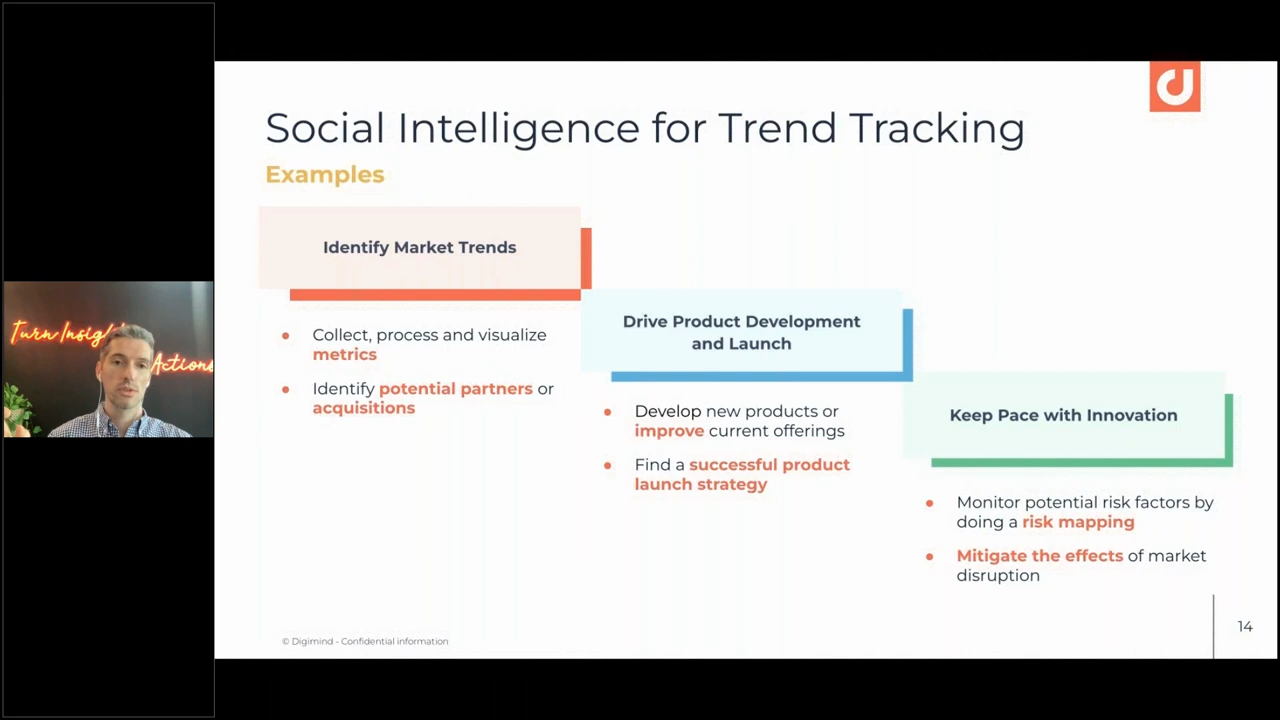 Social Intelligence for Trend Tracking
Examples
Identify Market Trends
Collect, process and visualize
metrics
Identify potential partners or
acquisitions
Drive Product Development
and Launch
Develop new products or
improve current offerings
Find a successful product
launch strategy
Keep Pace with Innovation
Monitor potential risk factors by
doing a risk mapping
Mitigate the effects of market
disruption
© Digimind - Confidential information
14
Turn Insigh
Actions